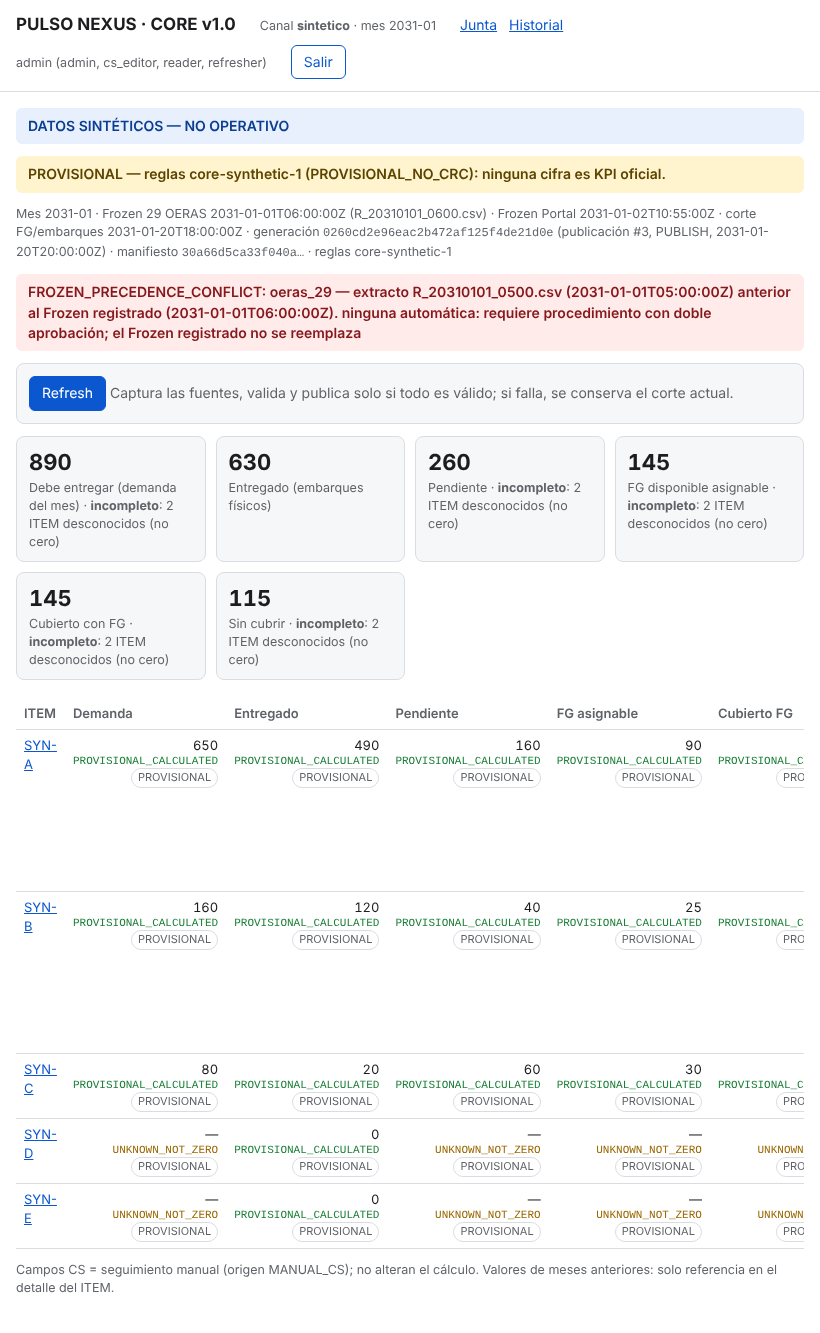 PULSO NEXUS · CORE v1.0 Canal sintetico · mes 2031-01 Junta Historial
admin (admin, cs_editor, reader, refresher) Salir
DATOS SINTÉTICOS — NO OPERATIVO
PROVISIONAL — reglas core-synthetic-1 (PROVISIONAL_NO_CRC): ninguna cifra es KPI oficial.
Mes 2031-01 · Frozen 29 OERAS 2031-01-01T06:00:00Z (R_20310101_0600.csv) · Frozen Portal 2031-01-02T10:55:00Z · corte
FG/embarques 2031-01-20T18:00:00Z · generación 0260cd2e96eac2b472af125f4de21d0e (publicación #3, PUBLISH, 2031-01-
20T20:00:00Z) · manifiesto 30a66d5ca33f040a… · reglas core-synthetic-1
FROZEN_PRECEDENCE_CONFLICT: oeras_29 — extracto R_20310101_0500.csv (2031-01-01T05:00:00Z) anterior
al Frozen registrado (2031-01-01T06:00:00Z). ninguna automática: requiere procedimiento con doble
aprobación; el Frozen registrado no se reemplaza
Refresh Captura las fuentes, valida y publica solo si todo es válido; si falla, se conserva el corte actual.
890
Debe entregar (demanda
del mes) · incompleto: 2
ITEM desconocidos (no
cero)
630
Entregado (embarques
físicos)
260
Pendiente · incompleto: 2
ITEM desconocidos (no
cero)
145
FG disponible asignable ·
incompleto: 2 ITEM
desconocidos (no cero)
145
Cubierto con FG ·
incompleto: 2 ITEM
desconocidos (no cero)
115
Sin cubrir · incompleto: 2
ITEM desconocidos (no
cero)
ITEM Demanda Entregado Pendiente FG asignable Cubierto FG
SYN- 650 490 160 90
A PROVISIONAL_CALCULATED PROVISIONAL_CALCULATED PROVISIONAL_CALCULATED PROVISIONAL_CALCULATED PROVISIONAL_C
PROVISIONAL PROVISIONAL PROVISIONAL PROVISIONAL PRO
SYN- 160 120 40 25
B PROVISIONAL_CALCULATED PROVISIONAL_CALCULATED PROVISIONAL_CALCULATED PROVISIONAL_CALCULATED PROVISIONAL_C
PROVISIONAL PROVISIONAL PROVISIONAL PROVISIONAL PRO
SYN- 80 20 60 30
C PROVISIONAL_CALCULATED PROVISIONAL_CALCULATED PROVISIONAL_CALCULATED PROVISIONAL_CALCULATED PROVISIONAL_C
PROVISIONAL PROVISIONAL PROVISIONAL PROVISIONAL PRO
SYN- — 0 — —
D UNKNOWN_NOT_ZERO PROVISIONAL_CALCULATED UNKNOWN_NOT_ZERO UNKNOWN_NOT_ZERO UNKNOWN
PROVISIONAL PROVISIONAL PROVISIONAL PROVISIONAL PRO
SYN- — 0 — —
E UNKNOWN_NOT_ZERO PROVISIONAL_CALCULATED UNKNOWN_NOT_ZERO UNKNOWN_NOT_ZERO UNKNOWN
PROVISIONAL PROVISIONAL PROVISIONAL PROVISIONAL PRO
Campos CS = seguimiento manual (origen MANUAL_CS); no alteran el cálculo. Valores de meses anteriores: solo referencia en el
detalle del ITEM.